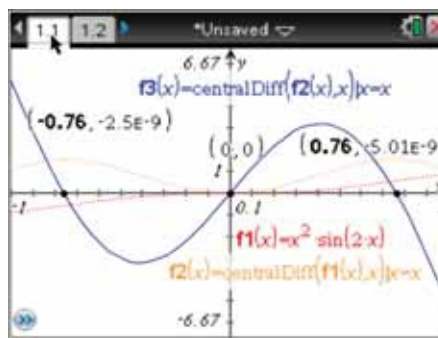 1.1 1.2 *Unsaved
6.67 y
f3(x)=centralDiff(f2(x),x)|x=x
(-0.76,-2.5E-9)
(0,0) (0.76,-5.01E-9
1
-1 0.1 x
f1(x)=x²·sin(2·x)
f2(x)=centralDiff(f1(x),x)|x=x
-6.67